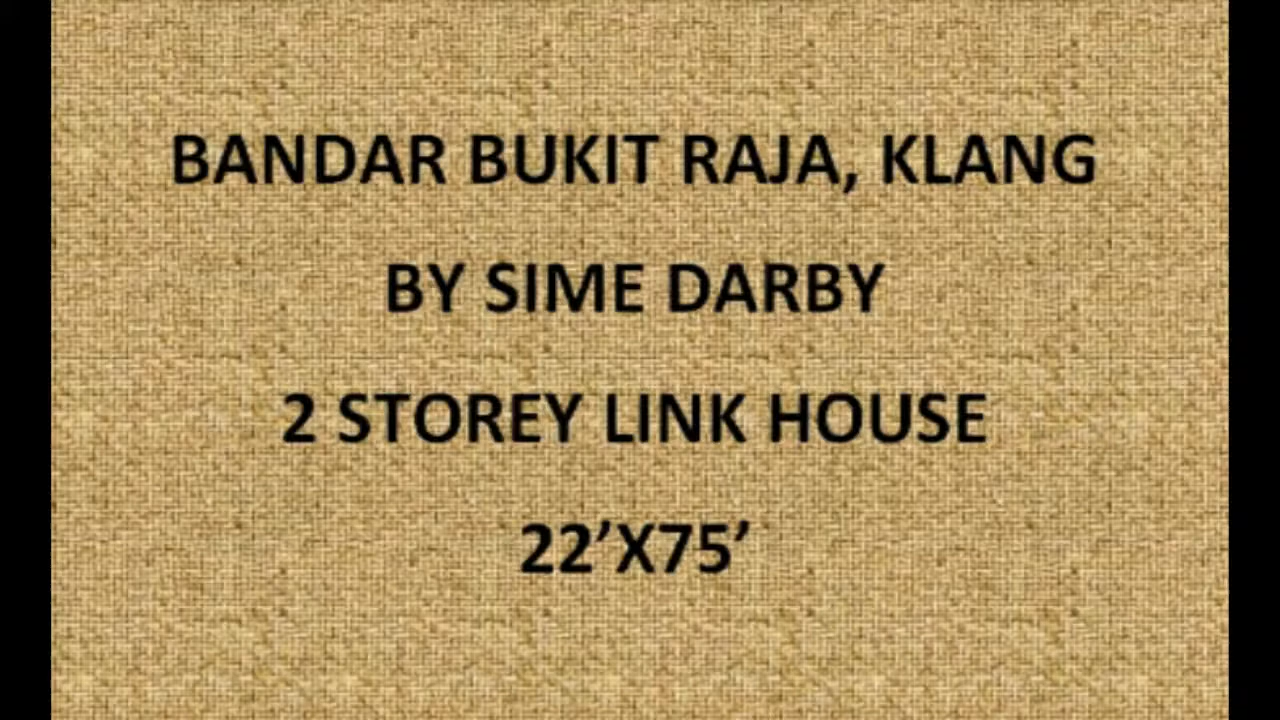 BANDAR BUKIT RAJA, KLANG
BY SIME DARBY
2 STOREY LINK HOUSE
22’X75’